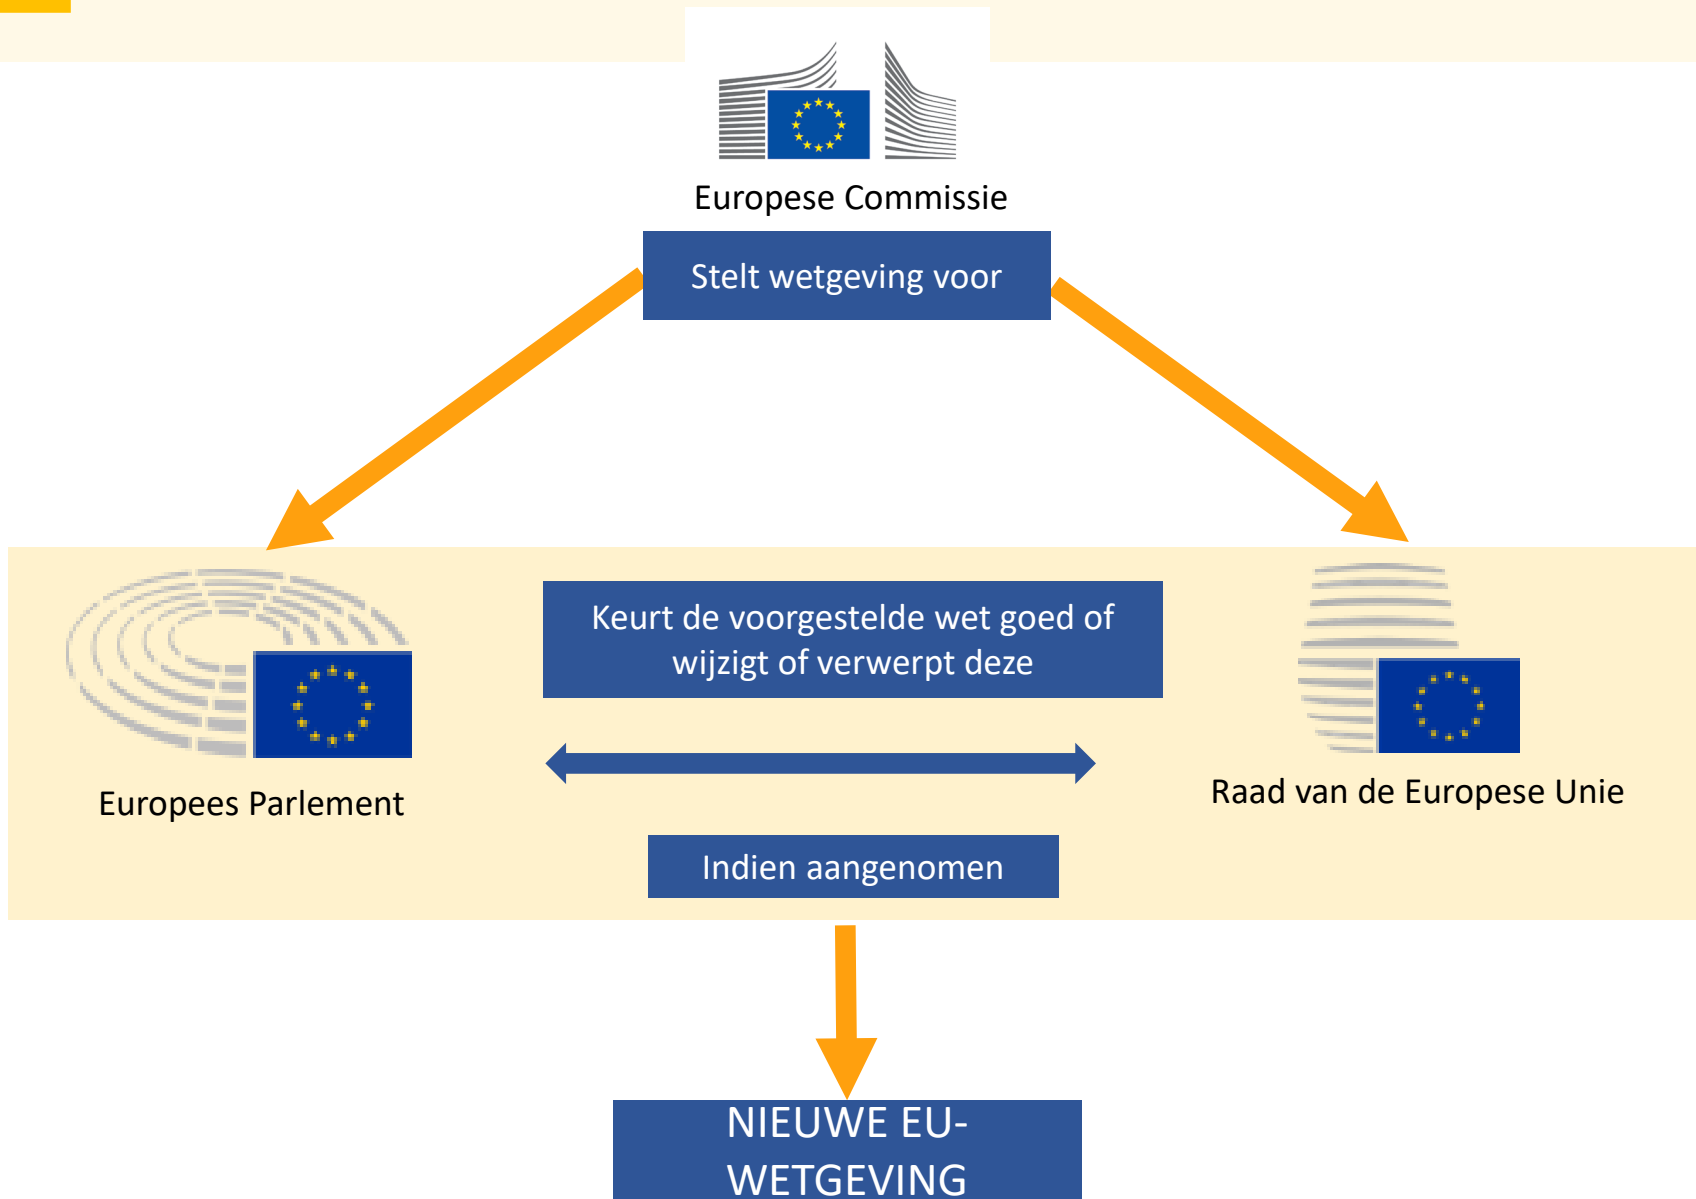 Europese Commissie
Stelt wetgeving voor
Keurt de voorgestelde wet goed of
wijzigt of verwerpt deze
Europees Parlement
Raad van de Europese Unie
Indien aangenomen
NIEUWE EU-
WETGEVING